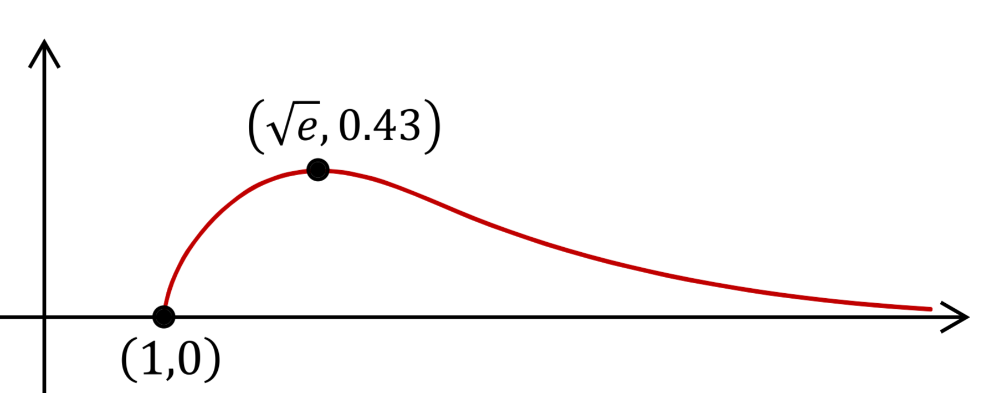 (√e, 0.43)
(1,0)